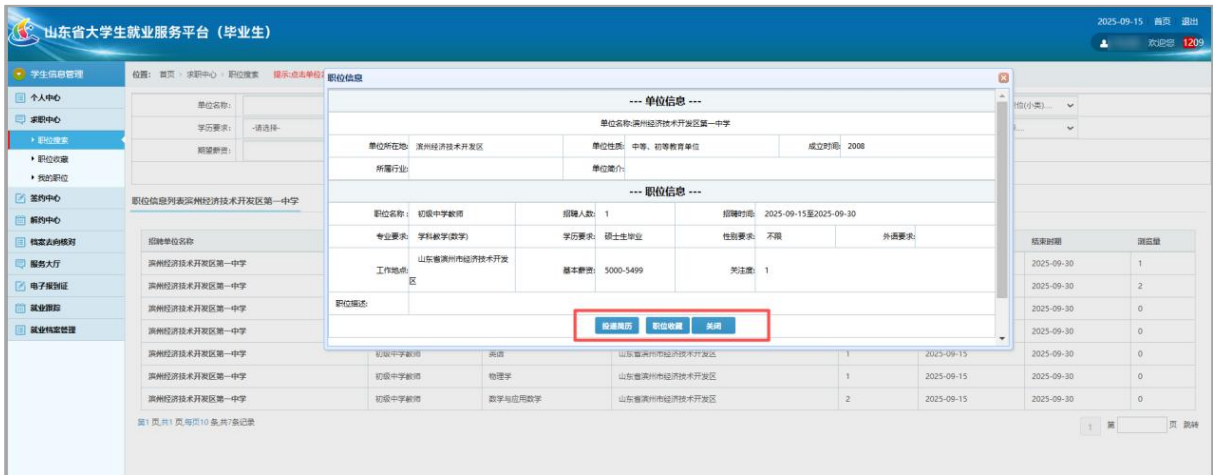 山东省大学生就业服务平台（毕业生）
2025-09-15 首页 退出
欢迎您 1209
学生信息管理
位置: 首页 › 求职中心 › 职位搜索 提示:点击单位
个人中心
求职中心
职位搜索
职位收藏
我的职位
签约中心
解约中心
档案去向核对
服务大厅
电子报到证
就业跟踪
就业档案管理
单位名称:
学历要求: -请选择-
期望薪资:
位(小类)...
职位信息
--- 单位信息 ---
单位名称:滨州经济技术开发区第一中学
单位所在地: 滨州经济技术开发区 单位性质: 中等、初等教育单位 成立时间: 2008
所属行业: 单位简介:
--- 职位信息 ---
职位名称: 初级中学教师 招聘人数: 1 招聘时间: 2025-09-15至2025-09-30
专业要求: 学科教学(数学) 学历要求: 硕士生毕业 性别要求: 不限 外语要求:
工作地点: 山东省滨州市经济技术开发区 基本薪资: 5000-5499 关注度: 1
职位描述:
投递简历 职位收藏 关闭
职位信息列表滨州经济技术开发区第一中学
招聘单位名称 结束时间 浏览量
滨州经济技术开发区第一中学 2025-09-30 1
滨州经济技术开发区第一中学 2025-09-30 2
滨州经济技术开发区第一中学 2025-09-30 0
滨州经济技术开发区第一中学 2025-09-30 0
滨州经济技术开发区第一中学 初级中学教师 英语 山东省滨州市经济技术开发区 1 2025-09-15 2025-09-30 0
滨州经济技术开发区第一中学 初级中学教师 物理学 山东省滨州市经济技术开发区 1 2025-09-15 2025-09-30 0
滨州经济技术开发区第一中学 初级中学教师 数学与应用数学 山东省滨州市经济技术开发区 2 2025-09-15 2025-09-30 0
第1 页,共1 页,每页10 条,共7条记录
1 第 页 跳转